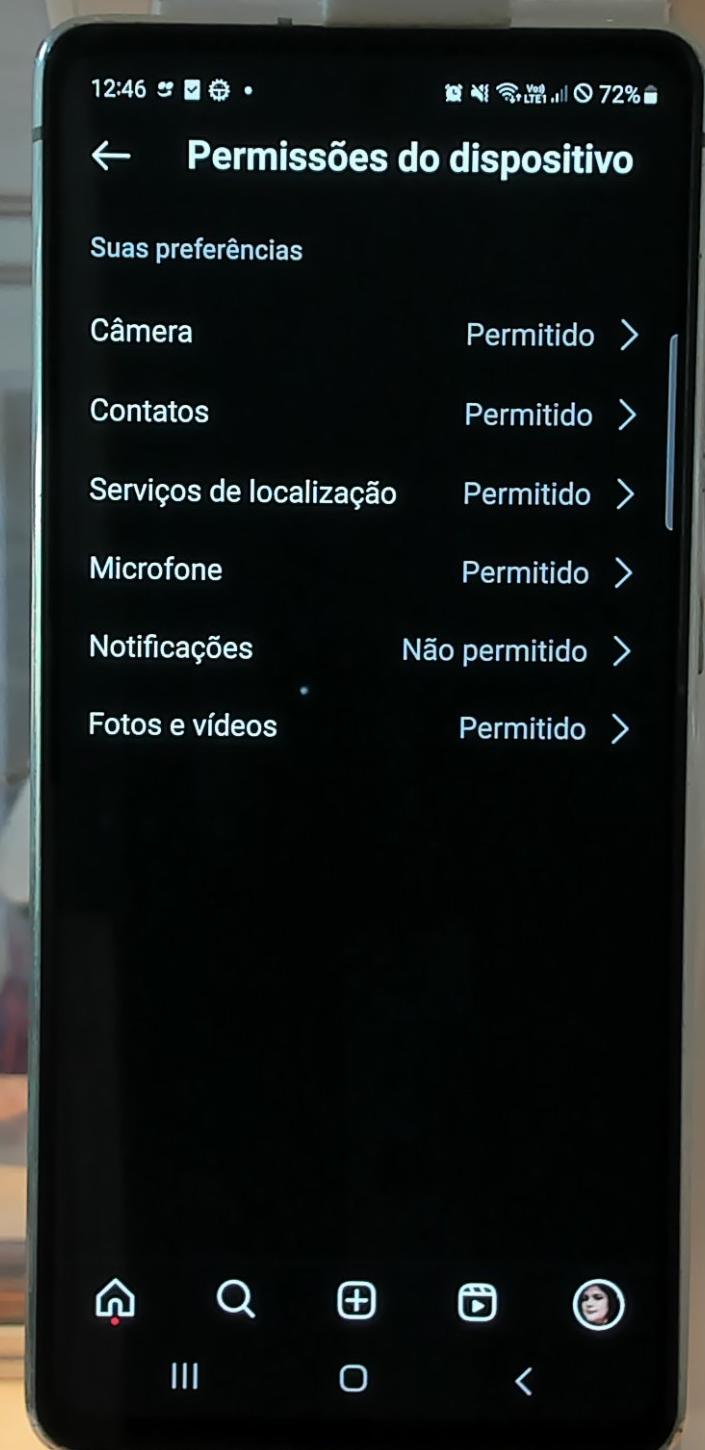 12:46 72%
Permissões do dispositivo
Suas preferências
Câmera Permitido
Contatos Permitido
Serviços de localização Permitido
Microfone Permitido
Notificações Não permitido
Fotos e vídeos Permitido